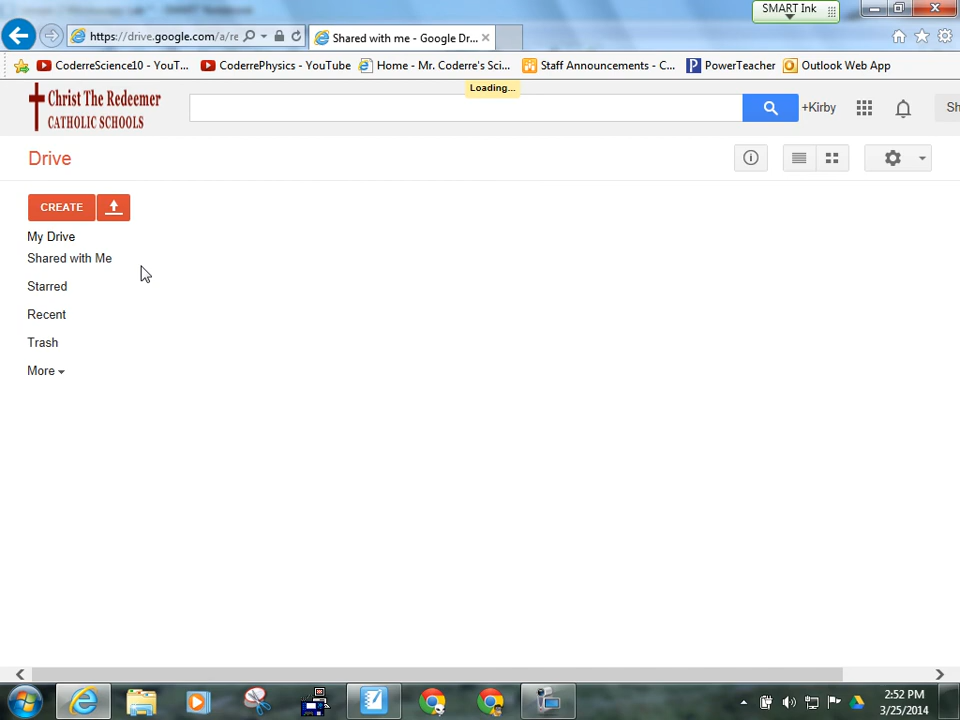 SMART Ink
https://drive.google.com/a/re
Shared with me - Google Dr...
CoderreScience10 - YouT...
CoderrePhysics - YouTube
Home - Mr. Coderre's Sci...
Staff Announcements - C...
PowerTeacher
Outlook Web App
Loading...
Christ The Redeemer
CATHOLIC SCHOOLS
+Kirby
Sh
Drive
CREATE
My Drive
Shared with Me
Starred
Recent
Trash
More
2:52 PM
3/25/2014